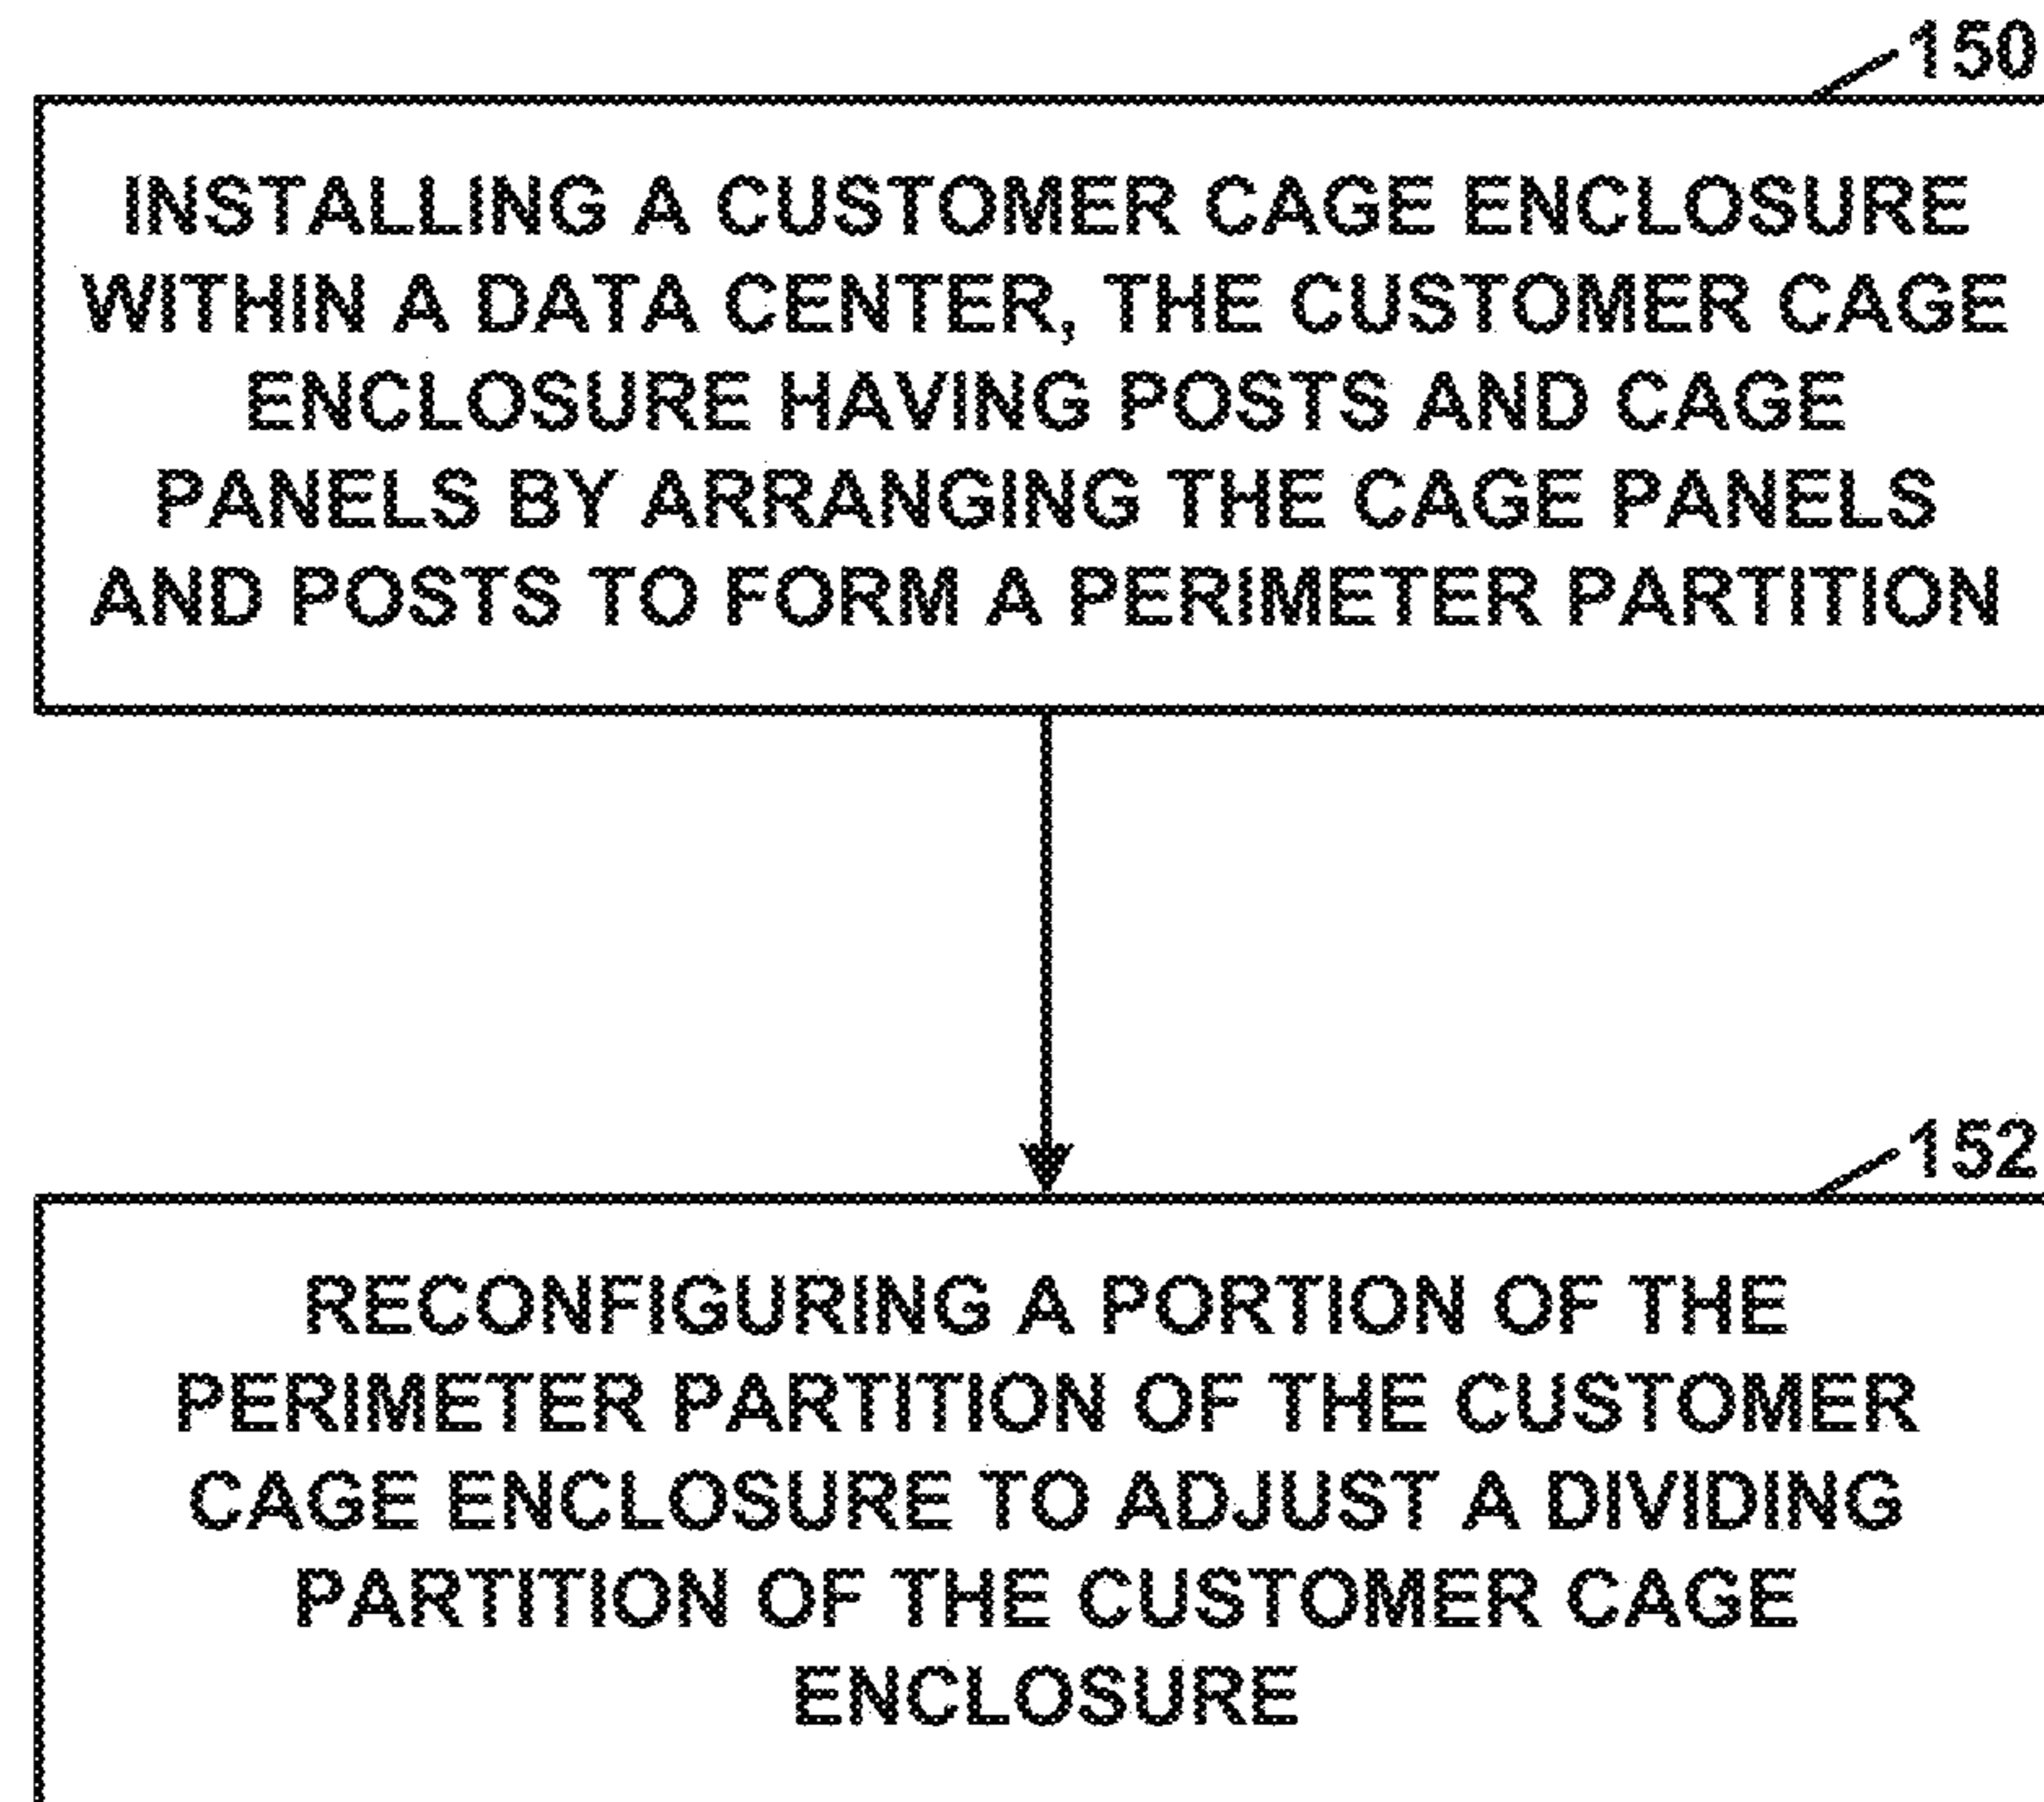 150
INSTALLING A CUSTOMER CAGE ENCLOSURE
WITHIN A DATA CENTER, THE CUSTOMER CAGE
ENCLOSURE HAVING POSTS AND CAGE
PANELS BY ARRANGING THE CAGE PANELS
AND POSTS TO FORM A PERIMETER PARTITION
152
RECONFIGURING A PORTION OF THE
PERIMETER PARTITION OF THE CUSTOMER
CAGE ENCLOSURE TO ADJUST A DIVIDING
PARTITION OF THE CUSTOMER CAGE
ENCLOSURE